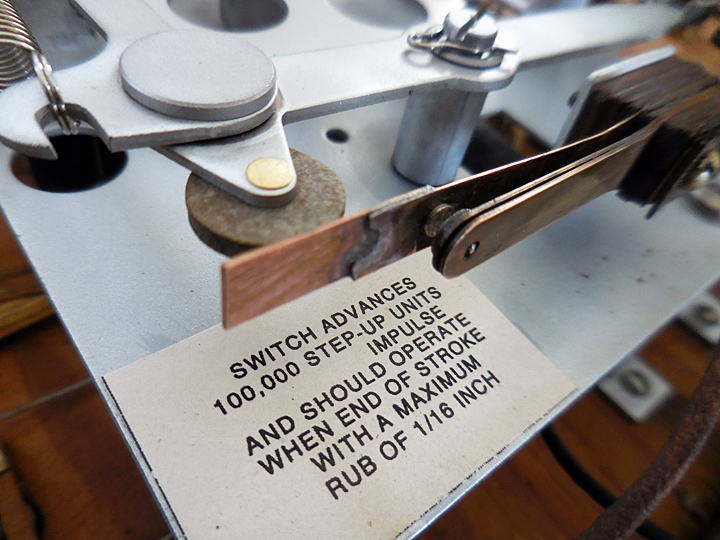 SWITCH ADVANCES
100,000 STEP-UP UNITS
IMPULSE
AND SHOULD OPERATE
WHEN END OF STROKE
WITH A MAXIMUM
RUB OF 1/16 INCH